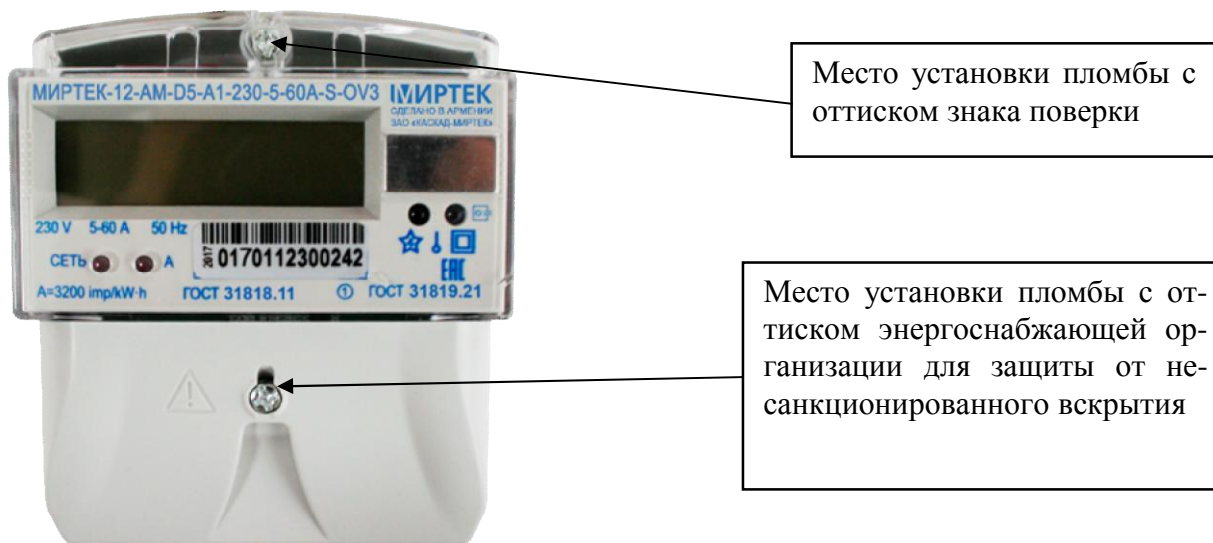 МИРТЕК-12-АМ-D5-A1-230-5-60A-S-OV3
МИРТЕК
СДЕЛАНО В АРМЕНИИ
ЗАО «КАСКАД-МИРТЕК»
230 V 5-60 A 50 Hz
2017
0170112300242
СЕТЬ
А
A=3200 imp/kW·h
ГОСТ 31818.11
1
ГОСТ 31819.21
ЕАС
Место установки пломбы с
оттиском знака поверки
Место установки пломбы с от-
тиском энергоснабжающей ор-
ганизации для защиты от не-
санкционированного вскрытия